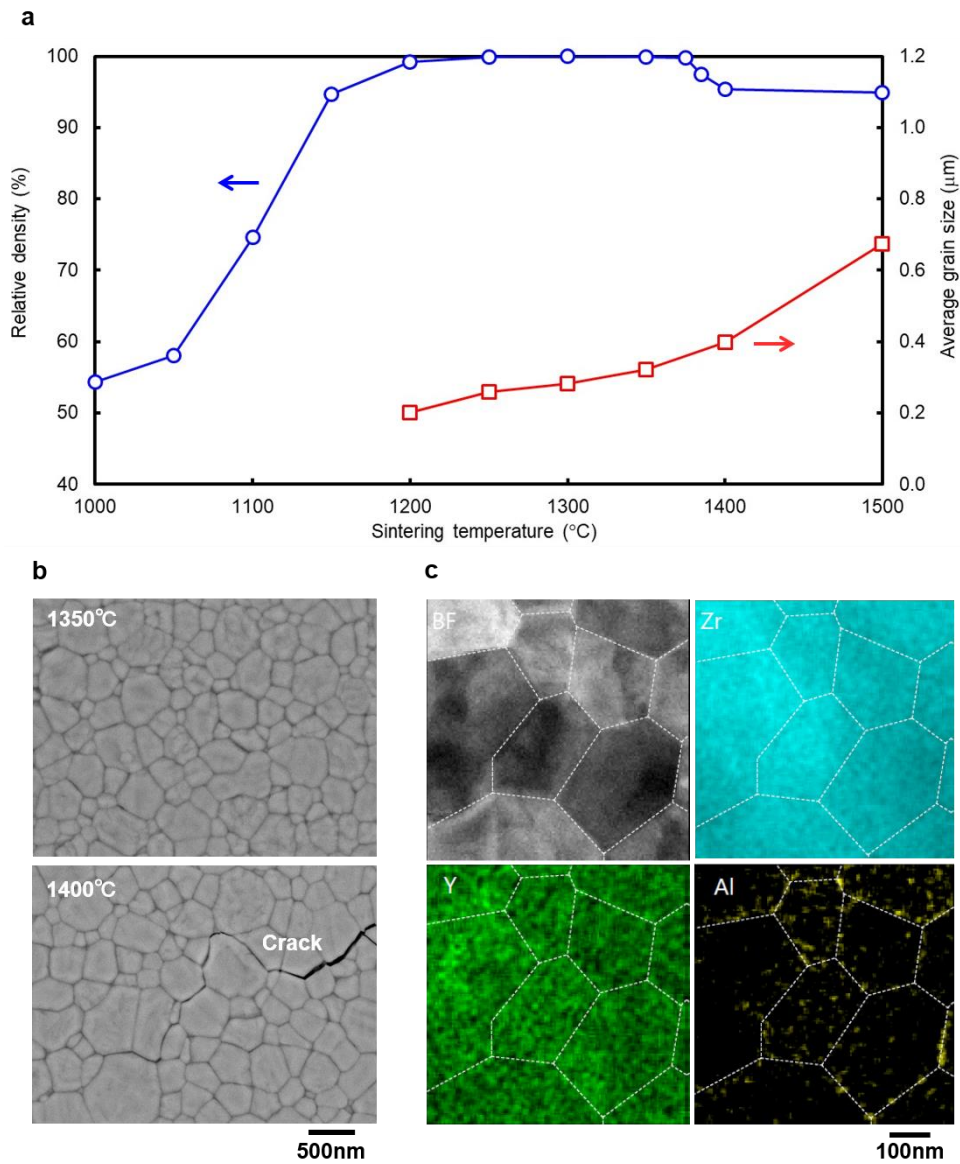 a
100
90
80
70
60
50
40
Relative density (%)
1.2
1.0
0.8
0.6
0.4
0.2
0.0
Average grain size (μm)
1000
1100
1200
1300
1400
1500
Sintering temperature (°C)
b
1350°C
1400°C
Crack
500nm
c
BF
Zr
Y
Al
100nm